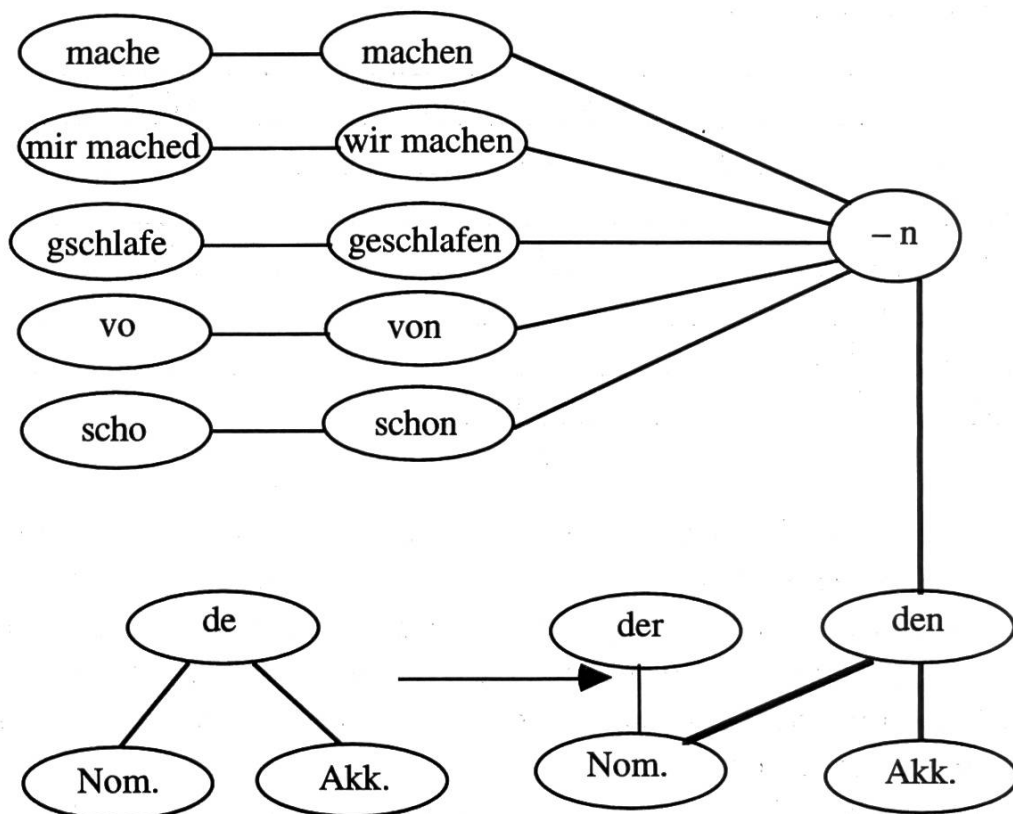 mache machen
mir mached wir machen
– n
gschlafe geschlafen
vo von
scho schon
de der den
Nom. Akk. Nom. Akk.